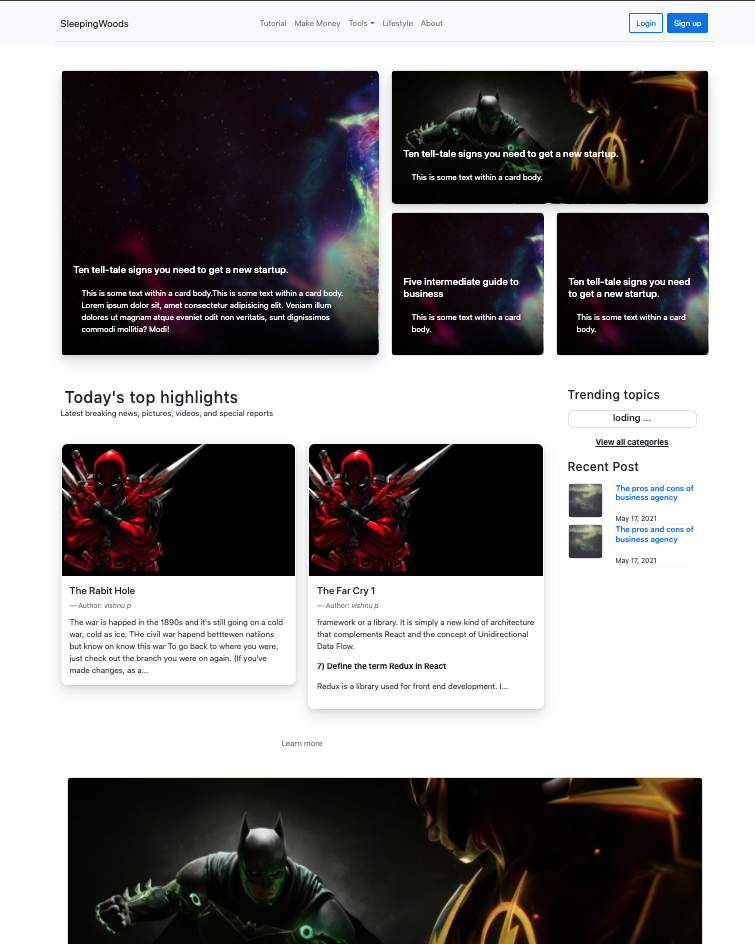 SleepingWoods
Tutorial Make Money Tools Lifestyle About
Login Sign up
Ten tell-tale signs you need to get a new startup.
This is some text within a card body.This is some text within a card body.
Lorem ipsum dolor sit, amet consectetur adipisicing elit. Veniam illum
dolores ut magnam atque eveniet odit non veritatis, sunt dignissimos
commodi mollitia? Modi!
Ten tell-tale signs you need to get a new startup.
This is some text within a card body.
Five intermediate guide to
business
This is some text within a card
body.
Ten tell-tale signs you need
to get a new startup.
This is some text within a card
body.
Today's top highlights
Latest breaking news, pictures, videos, and special reports
The Rabit Hole
— Author: vishnu p
The war is happed in the 1890s and it's still going on a cold
war, cold as ice. THe civil war hapend betttewen natiions
but know on know this war To go back to where you were,
just check out the branch you were on again. (If you've
made changes, as a...
The Far Cry 1
— Author: vishnu p
framework or a library. It is simply a new kind of architecture
that complements React and the concept of Unidirectional
Data Flow.
7) Define the term Redux in React
Redux is a library used for front end development. I...
Learn more
Trending topics
loding ...
View all categories
Recent Post
The pros and cons of
business agency
May 17, 2021
The pros and cons of
business agency
May 17, 2021